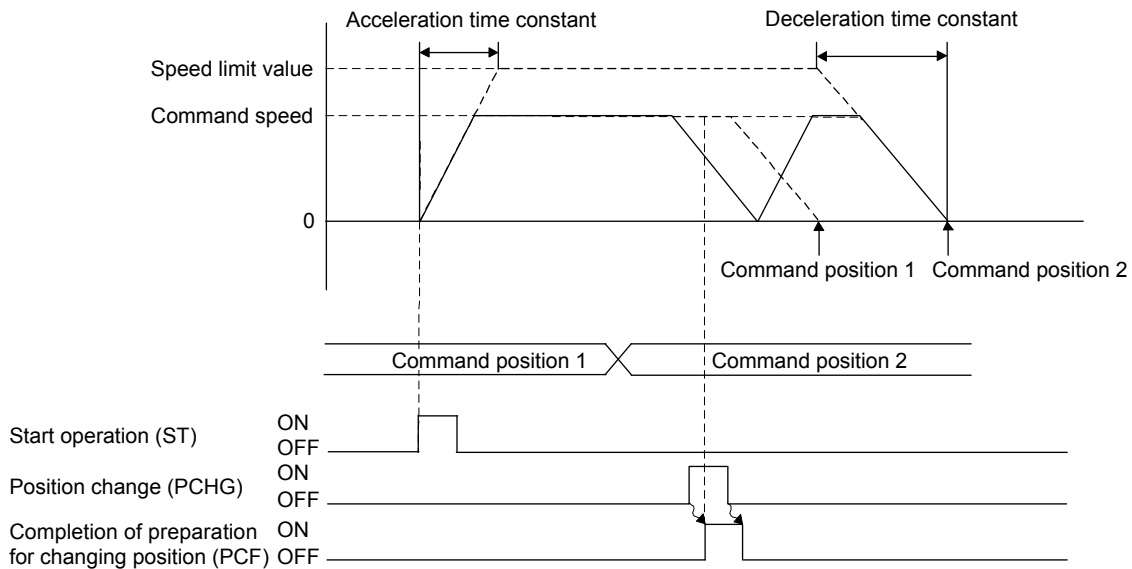 Acceleration time constant
Deceleration time constant
Speed limit value
Command speed
0
Command position 1
Command position 2
Command position 1
Command position 2
Start operation (ST)
ON
OFF
Position change (PCHG)
ON
OFF
Completion of preparation
for changing position (PCF)
ON
OFF